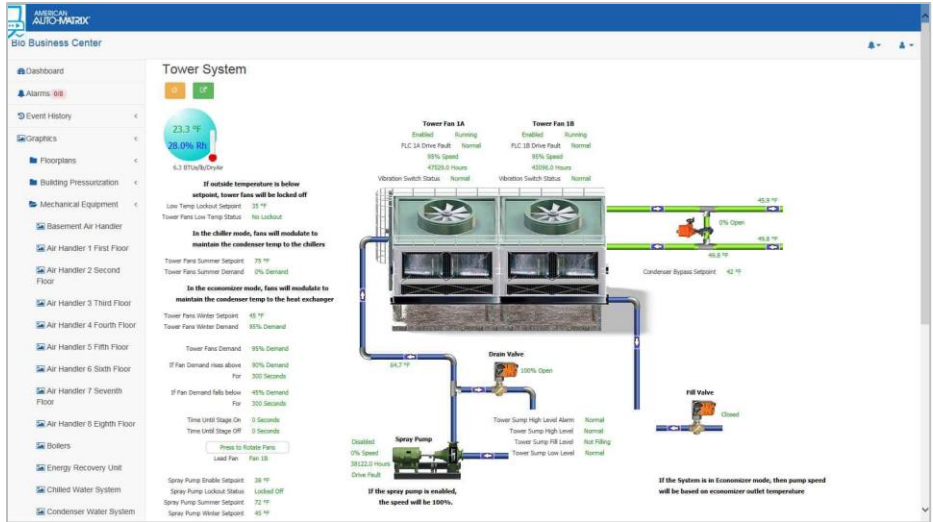 AMERICAN
AUTO-MATRIX
Bio Business Center
Dashboard
Alarms 0/0
Event History
Graphics
Floorplans
Building Pressurization
Mechanical Equipment
Basement Air Handler
Air Handler 1 First Floor
Air Handler 2 Second
Floor
Air Handler 3 Third Floor
Air Handler 4 Fourth Floor
Air Handler 5 Fifth Floor
Air Handler 6 Sixth Floor
Air Handler 7 Seventh
Floor
Air Handler 8 Eighth Floor
Boilers
Energy Recovery Unit
Chilled Water System
Condenser Water System
Tower System
23.3 °F
28.0% Rh
6.3 BTUs/lb/DryAir
If outside temperature is below
setpoint, tower fans will be locked off
Low Temp Lockout Setpoint 35 °F
Tower Fans Low Temp Status No Lockout
In the chiller mode, fans will modulate to
maintain the condenser temp to the chillers
Tower Fans Summer Setpoint 75 °F
Tower Fans Summer Demand 0% Demand
In the economizer mode, fans will modulate to
maintain the condenser temp to the heat exchanger
Tower Fans Winter Setpoint 45 °F
Tower Fans Winter Demand 95% Demand
Tower Fans Demand 95% Demand
If Fan Demand rises above 90% Demand
For 300 Seconds
If Fan Demand falls below 45% Demand
For 300 Seconds
Time Until Stage On 0 Seconds
Time Until Stage Off 0 Seconds
Press to Rotate Fans
Lead Fan Fan 1B
Spray Pump Enable Setpoint 38 °F
Spray Pump Lockout Status Locked Off
Spray Pump Summer Setpoint 72 °F
Spray Pump Winter Setpoint 45 °F
Tower Fan 1A
Enabled Running
FLC 1A Drive Fault Normal
95% Speed
47526.0 Hours
Vibration Switch Status Normal
Tower Fan 1B
Enabled Running
FLC 1B Drive Fault Normal
95% Speed
Vibration Switch Status Normal
45.9 °F
0% Open
49.8 °F
49.8 °F
Condenser Bypass Setpoint 42 °F
64.7 °F
Drain Valve
100% Open
Fill Valve
Closed
Tower Sump High Level Alarm Normal
Tower Sump High Level Normal
Tower Sump Fill Level Not Filling
Tower Sump Low Level Normal
Spray Pump
Disabled
0% Speed
38122.0 Hours
Drive Fault
If the spray pump is enabled,
the speed will be 100%.
If the System is in Economizer mode, then pump speed
will be based on economizer outlet temperature